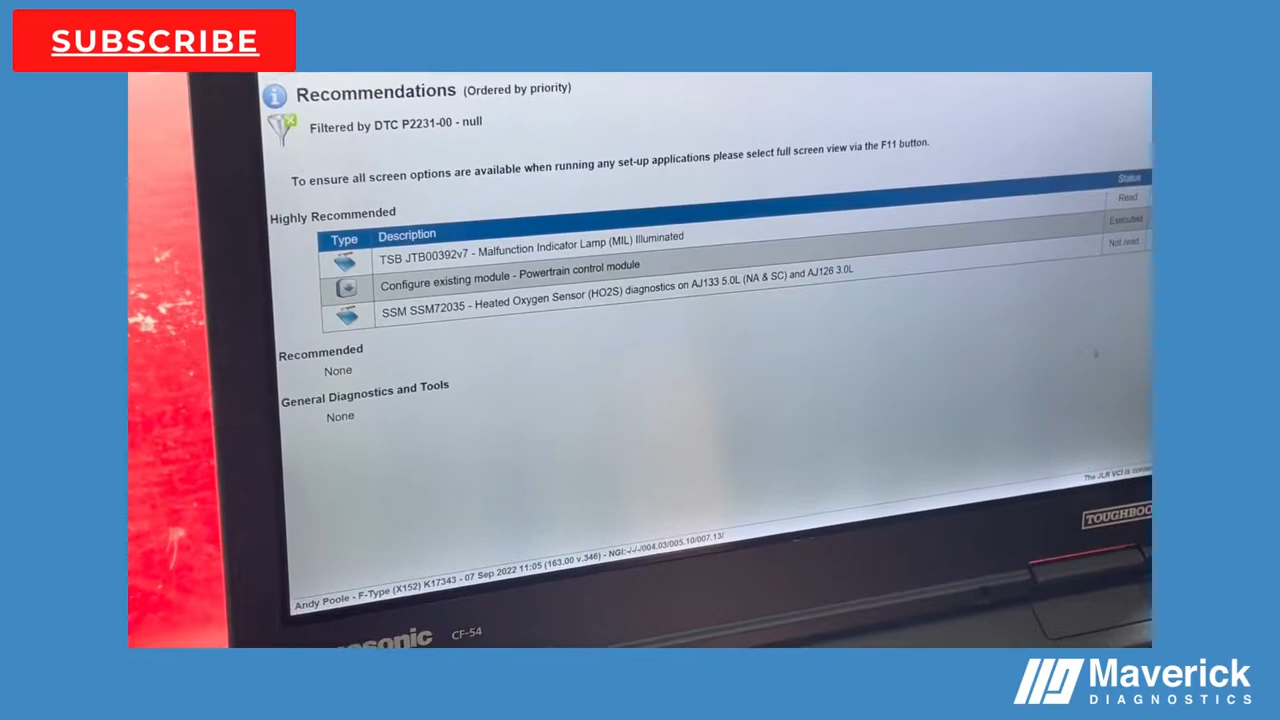 SUBSCRIBE
Recommendations (Ordered by priority)
Filtered by DTC P2231-00 - null
To ensure all screen options are available when running any set-up applications please select full screen view via the F11 button.
Highly Recommended
Type Description Status
TSB JTB00392v7 - Malfunction Indicator Lamp (MIL) Illuminated Read
Configure existing module - Powertrain control module Executed
SSM SSM72035 - Heated Oxygen Sensor (HO2S) diagnostics on AJ133 5.0L (NA & SC) and AJ126 3.0L Not read
Recommended
None
General Diagnostics and Tools
None
The JLR VCI is
Andy Poole - F-Type (X152) K17343 - 07 Sep 2022 11:05 (163.00 v.346) - NGI:-/-/-/004.03/005.10/007.13/
TOUGHBOO
asonic CF-54
Maverick
DIAGNOSTICS